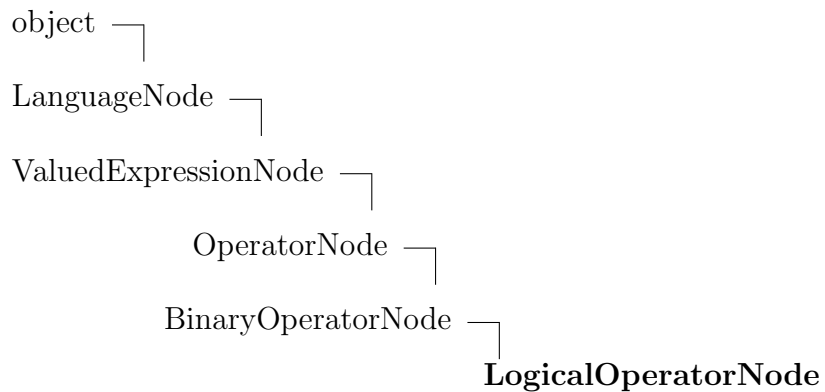 object
LanguageNode
ValuedExpressionNode
OperatorNode
BinaryOperatorNode
LogicalOperatorNode